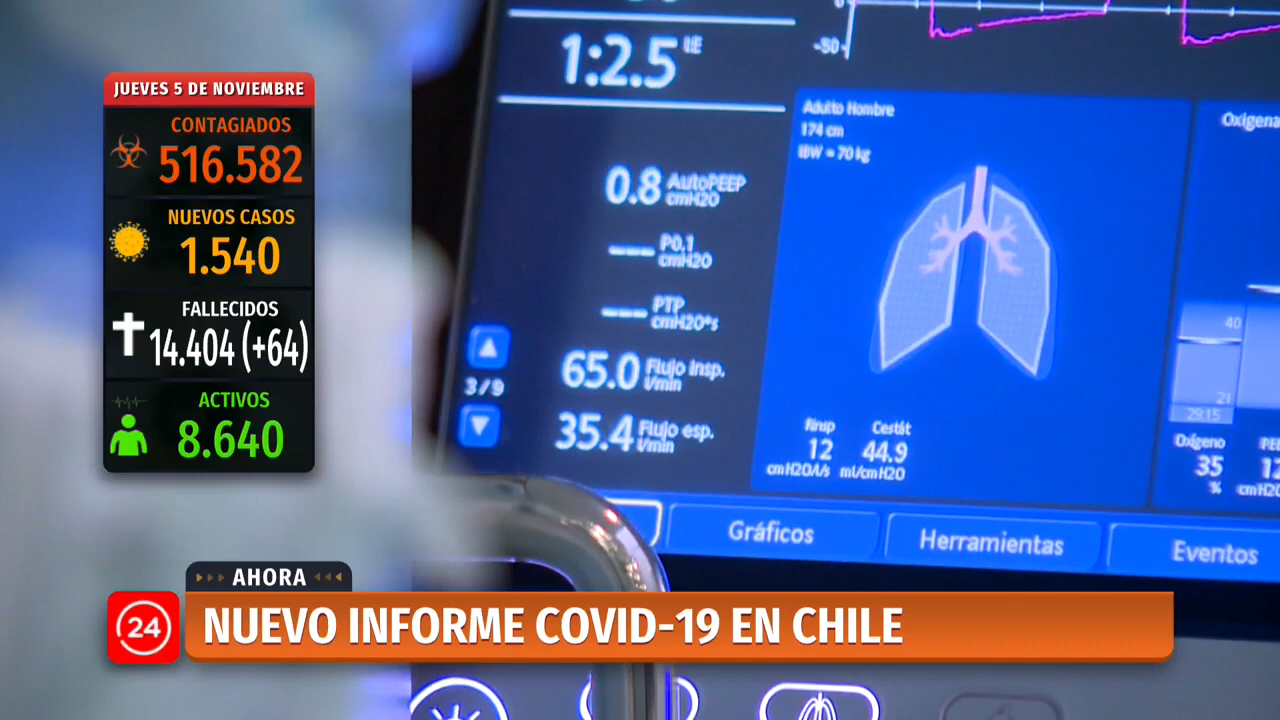 JUEVES 5 DE NOVIEMBRE
CONTAGIADOS
516.582
NUEVOS CASOS
1.540
FALLECIDOS
14.404 (+64)
ACTIVOS
8.640
1:2.5 I:E
-50
0.8 AutoPEEP
cmH2O
--- P0.1
cmH2O
--- PTP
cmH2O*s
65.0 Flujo insp.
l/min
35.4 Flujo esp.
l/min
3/9
Adulto Hombre
174 cm
IBW = 70 kg
Rinsp
12
cmH2O/l/s
Cestát
44.9
ml/cmH2O
40
21
29:15
Oxígeno
35
%
Gráficos
Herramientas
Eventos
AHORA
24
NUEVO INFORME COVID-19 EN CHILE